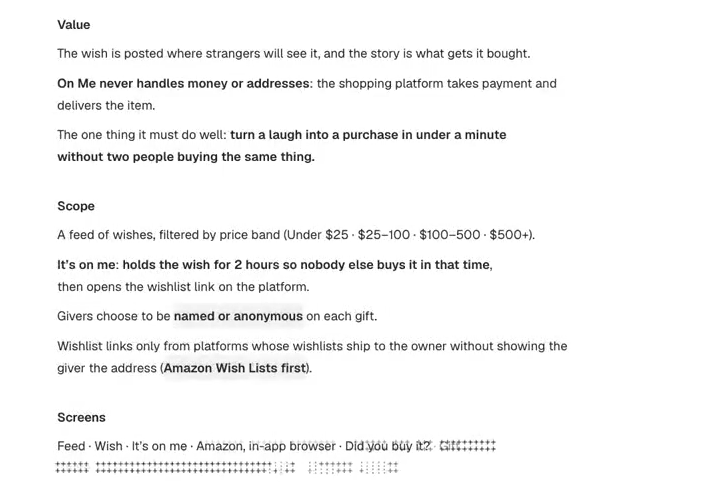 Value
The wish is posted where strangers will see it, and the story is what gets it bought.
On Me never handles money or addresses: the shopping platform takes payment and
delivers the item.
The one thing it must do well: turn a laugh into a purchase in under a minute
without two people buying the same thing.
Scope
A feed of wishes, filtered by price band (Under $25 · $25–100 · $100–500 · $500+).
It’s on me: holds the wish for 2 hours so nobody else buys it in that time,
then opens the wishlist link on the platform.
Givers choose to be named or anonymous on each gift.
Wishlist links only from platforms whose wishlists ship to the owner without showing the
giver the address (Amazon Wish Lists first).
Screens
Feed · Wish · It’s on me · Amazon, in-app browser · Did you buy it?